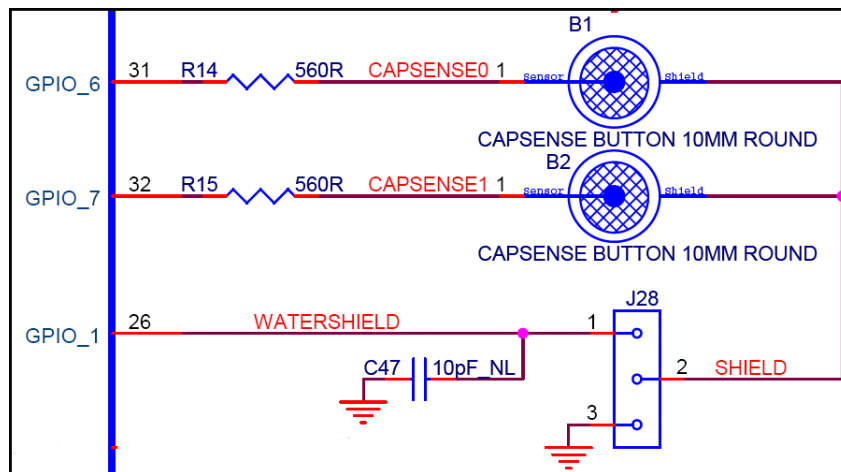 B1
31 R14 560R CAPSENSE0 1 Sensor Shield
GPIO_6
CAPSENSE BUTTON 10MM ROUND
B2
32 R15 560R CAPSENSE1 1 Sensor Shield
GPIO_7
CAPSENSE BUTTON 10MM ROUND
J28
26 WATERSHIELD 1
GPIO_1
C47 10pF_NL 2 SHIELD
3